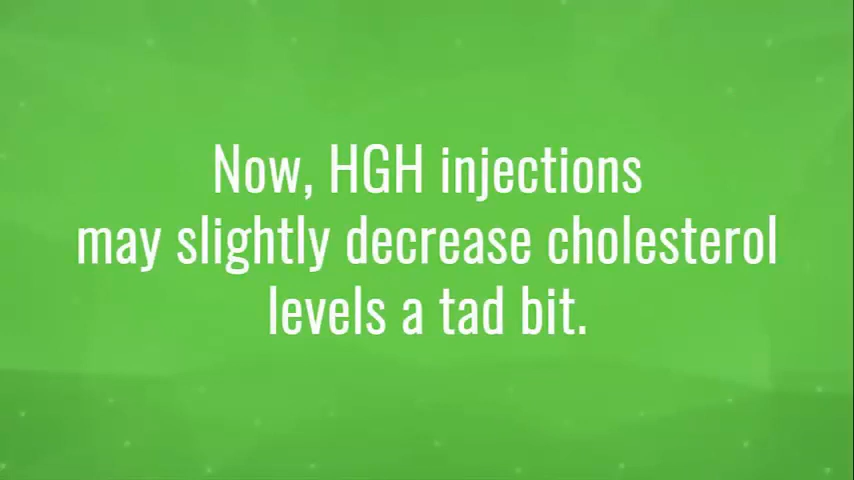 Now, HGH injections
may slightly decrease cholesterol
levels a tad bit.